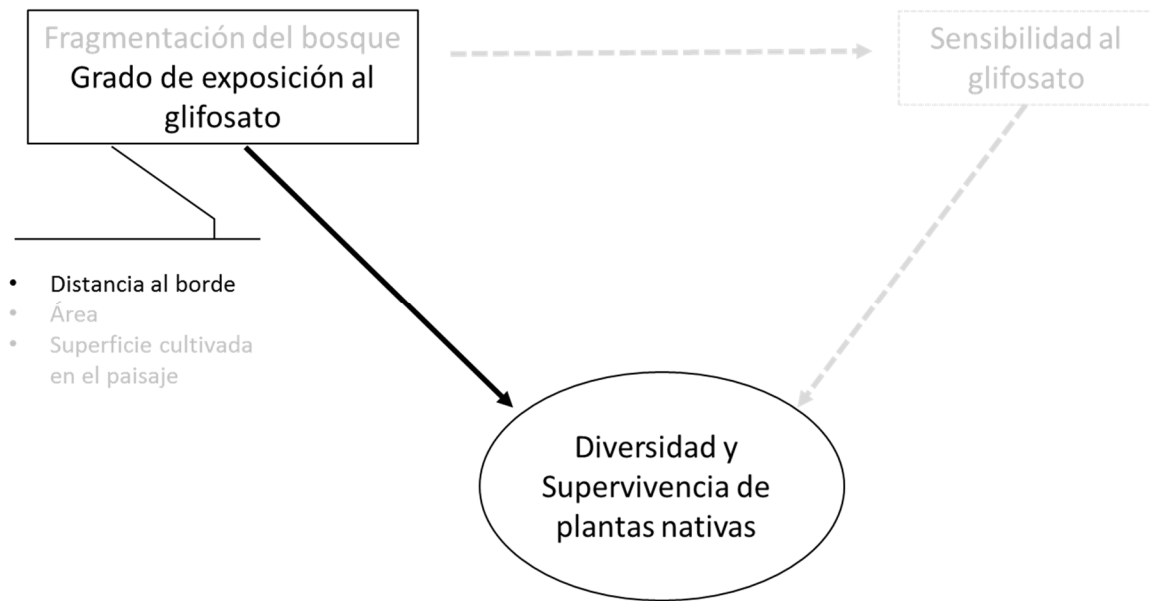 Fragmentación del bosque
Grado de exposición al
glifosato
Sensibilidad al
glifosato
• Distancia al borde
• Área
• Superficie cultivada
en el paisaje
Diversidad y
Supervivencia de
plantas nativas